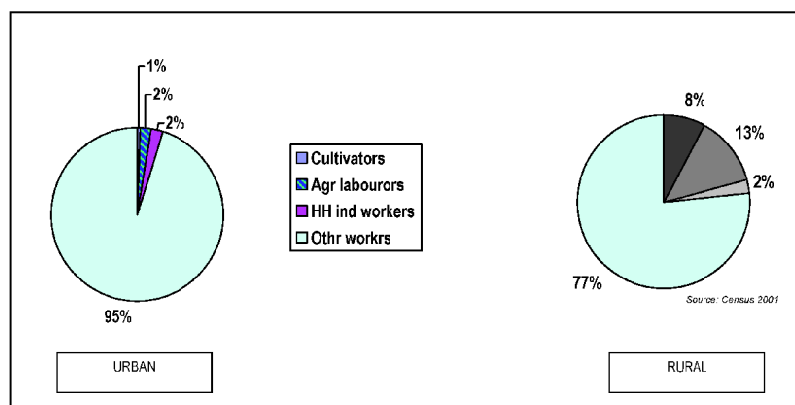 1%
2%
2%
95%
Cultivators
Agr labourors
HH ind workers
Othr workrs
8%
13%
2%
77%
Source: Census 2001
URBAN
RURAL